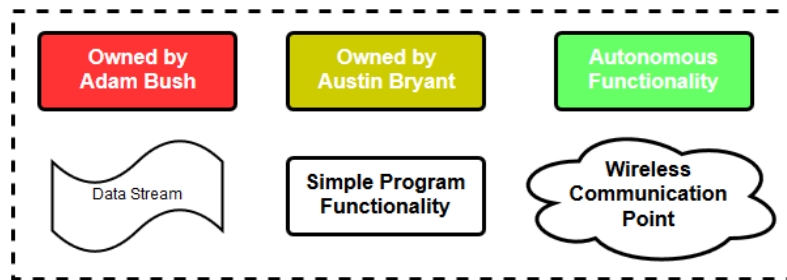 Owned by
Adam Bush
Owned by
Austin Bryant
Autonomous
Functionality
Data Stream
Simple Program
Functionality
Wireless
Communication
Point